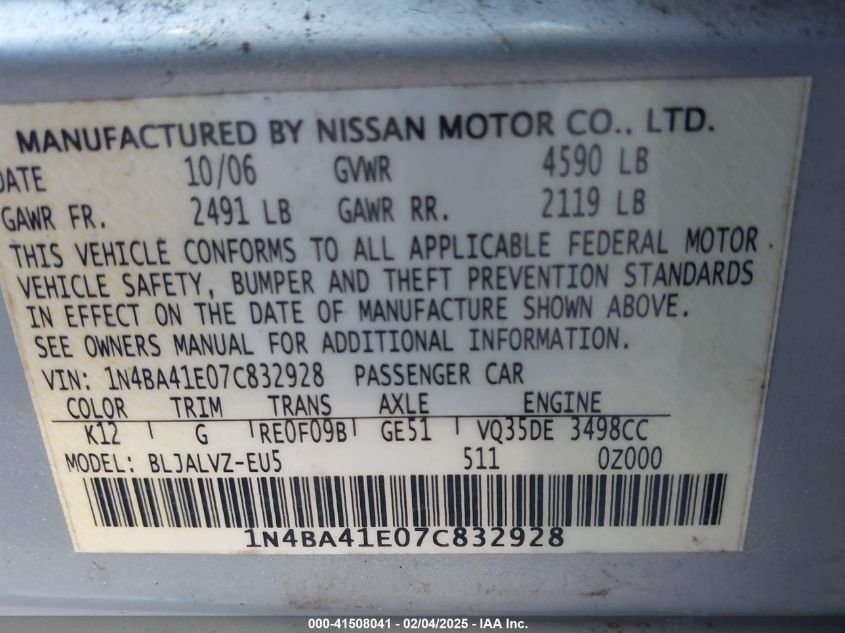 MANUFACTURED BY NISSAN MOTOR CO., LTD.
DATE 10/06 GVWR 4590 LB
GAWR FR. 2491 LB GAWR RR. 2119 LB
THIS VEHICLE CONFORMS TO ALL APPLICABLE FEDERAL MOTOR
VEHICLE SAFETY, BUMPER AND THEFT PREVENTION STANDARDS
IN EFFECT ON THE DATE OF MANUFACTURE SHOWN ABOVE.
SEE OWNERS MANUAL FOR ADDITIONAL INFORMATION.
VIN: 1N4BA41E07C832928 PASSENGER CAR
COLOR TRIM TRANS AXLE ENGINE
K12 G RE0F09B GE51 VQ35DE 3498CC
MODEL: BLJALVZ-EU5 511 0Z000
1N4BA41E07C832928
000-41508041 - 02/04/2025 - IAA Inc.